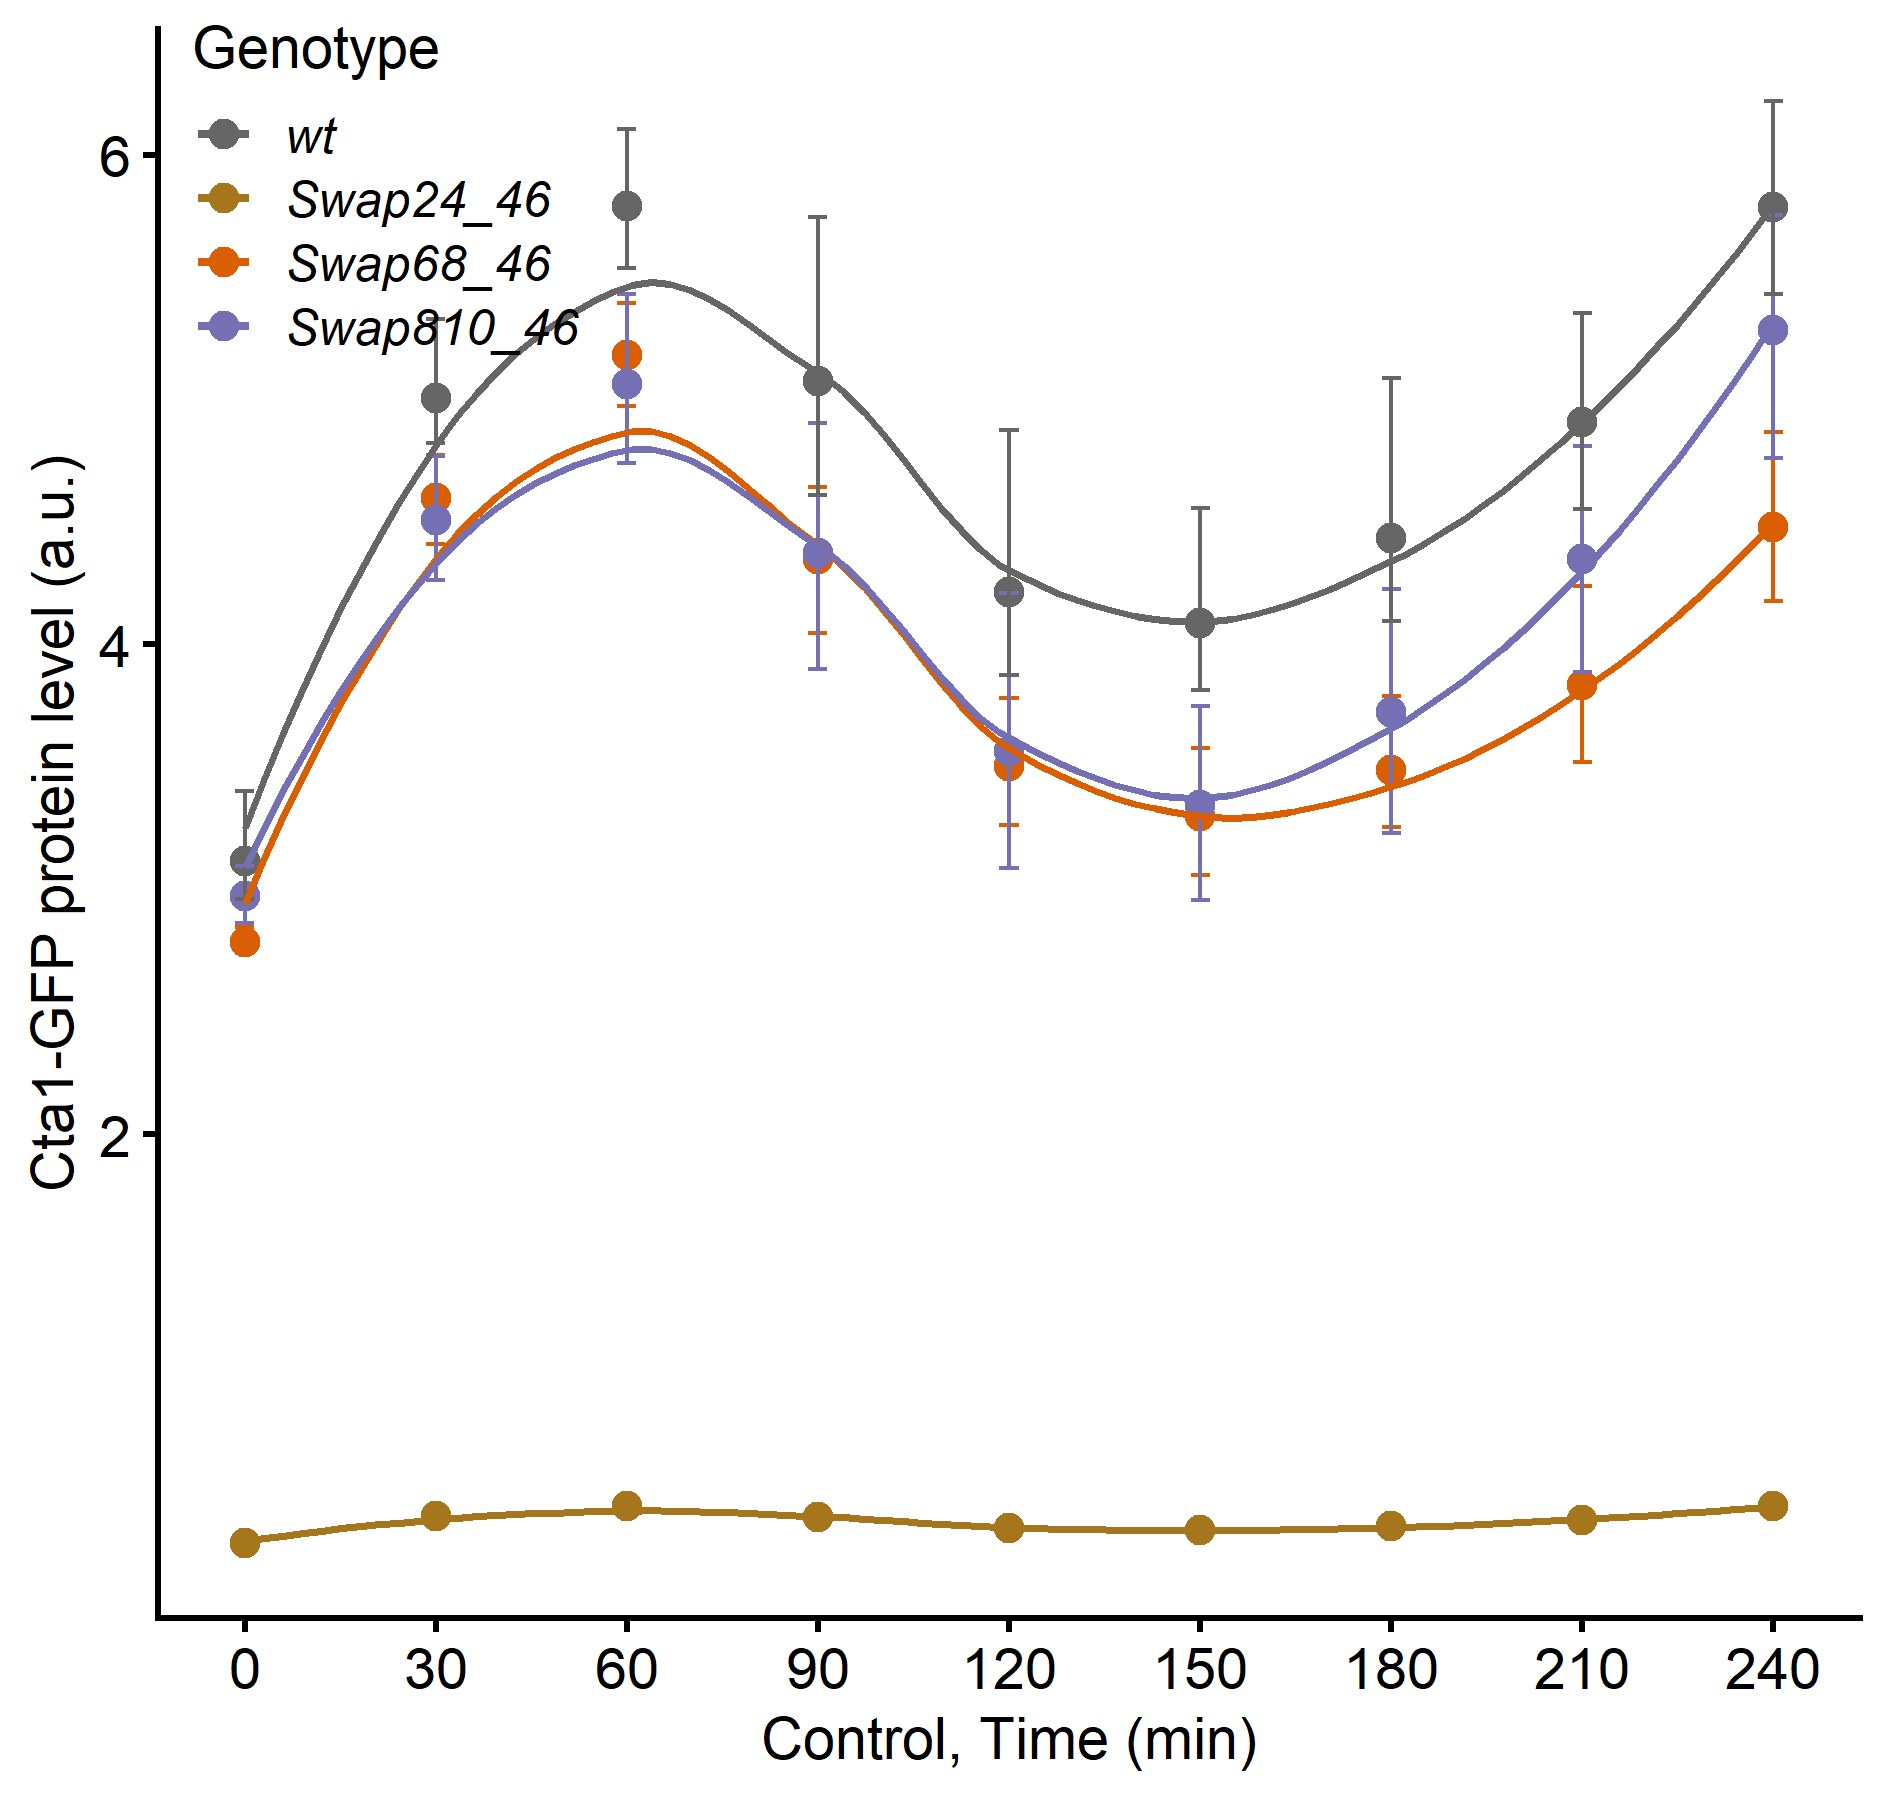 Genotype
wt
Swap24_46
Swap68_46
Swap810_46
Cta1-GFP protein level (a.u.)
6
4
2
0 30 60 90 120 150 180 210 240
Control, Time (min)